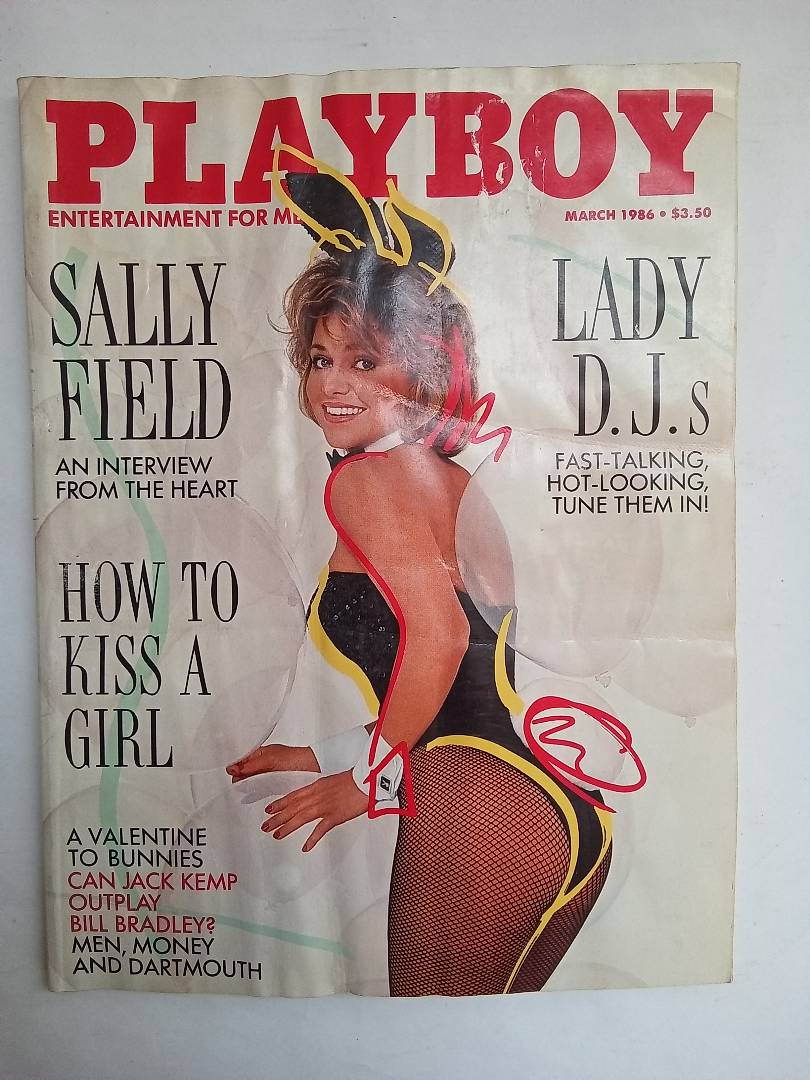 PLAYBOY
ENTERTAINMENT FOR ME
MARCH 1986 • $3.50
SALLY
FIELD
AN INTERVIEW
FROM THE HEART
LADY
D.J.s
FAST-TALKING,
HOT-LOOKING,
TUNE THEM IN!
HOW TO
KISS A
GIRL
A VALENTINE
TO BUNNIES
CAN JACK KEMP
OUTPLAY
BILL BRADLEY?
MEN, MONEY
AND DARTMOUTH